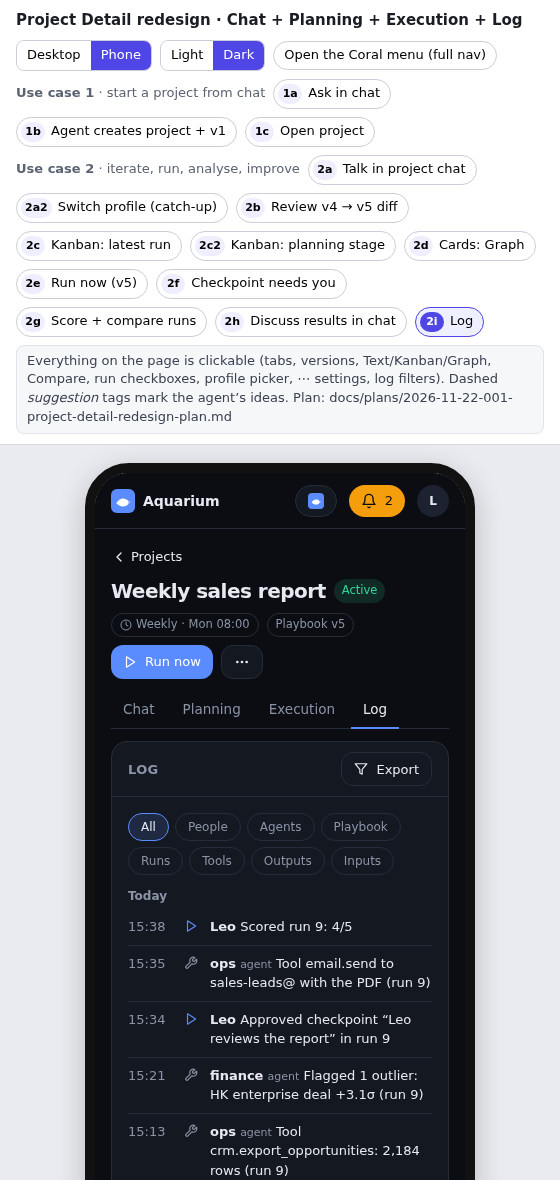 Project Detail redesign · Chat + Planning + Execution + Log
Desktop Phone Light Dark Open the Coral menu (full nav)
Use case 1 · start a project from chat 1a Ask in chat
1b Agent creates project + v1 1c Open project
Use case 2 · iterate, run, analyse, improve 2a Talk in project chat
2a2 Switch profile (catch-up) 2b Review v4 → v5 diff
2c Kanban: latest run 2c2 Kanban: planning stage 2d Cards: Graph
2e Run now (v5) 2f Checkpoint needs you
2g Score + compare runs 2h Discuss results in chat 2i Log
Everything on the page is clickable (tabs, versions, Text/Kanban/Graph,
Compare, run checkboxes, profile picker, ··· settings, log filters). Dashed
suggestion tags mark the agent’s ideas. Plan: docs/plans/2026-11-22-001-
project-detail-redesign-plan.md
Aquarium 2 L
Projects
Weekly sales report Active
Weekly · Mon 08:00 Playbook v5
Run now ···
Chat Planning Execution Log
LOG Export
All People Agents Playbook
Runs Tools Outputs Inputs
Today
15:38 Leo Scored run 9: 4/5
15:35 ops agent Tool email.send to
sales-leads@ with the PDF (run 9)
15:34 Leo Approved checkpoint “Leo
reviews the report” in run 9
15:21 finance agent Flagged 1 outlier:
HK enterprise deal +3.1σ (run 9)
15:13 ops agent Tool
crm.export_opportunities: 2,184
rows (run 9)